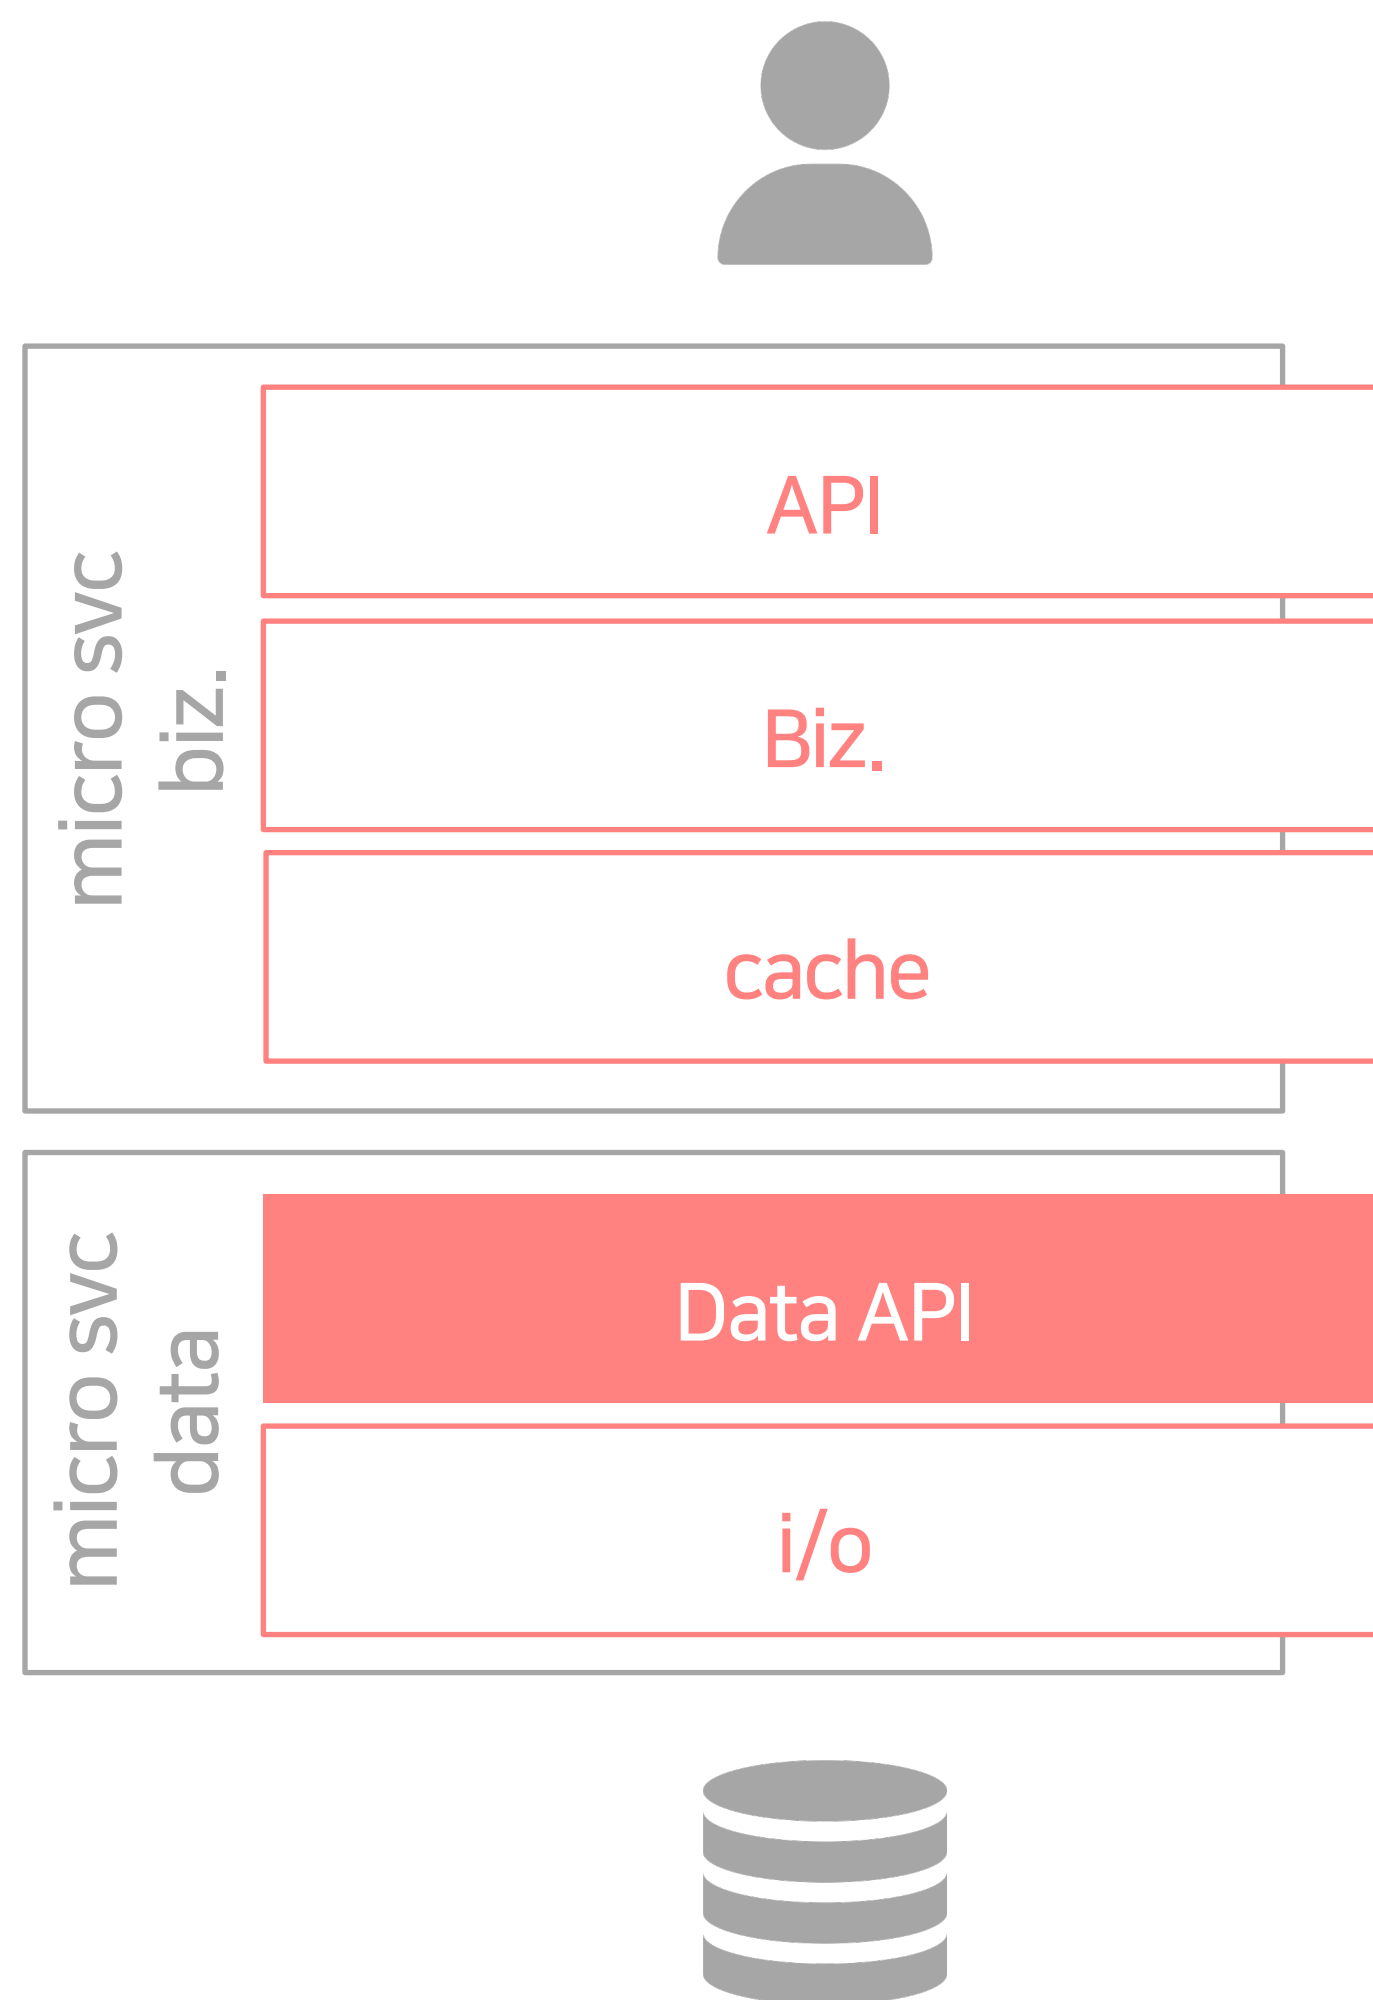 micro svc
biz.
API
Biz.
cache
micro svc
data
Data API
i/o